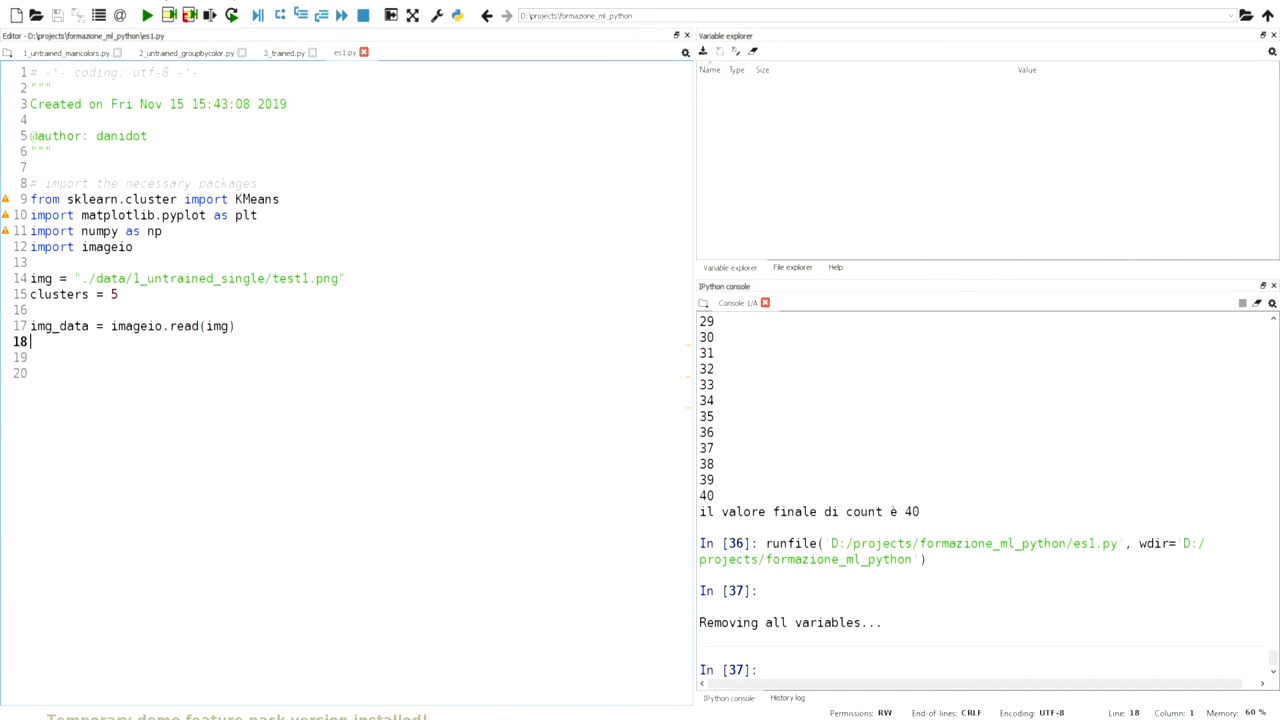 D:\projects\formazione_ml_python
Editor - D:\projects\formazione_ml_python\es1.py
1_untrained_maincolors.py
2_untrained_groupbycolor.py
3_trained.py
es1.py
1 # -*- coding: utf-8 -*-
2 """
3 Created on Fri Nov 15 15:43:08 2019
4
5 @author: danidot
6 """
7
8 # import the necessary packages
9 from sklearn.cluster import KMeans
10 import matplotlib.pyplot as plt
11 import numpy as np
12 import imageio
13
14 img = "./data/1_untrained_single/test1.png"
15 clusters = 5
16
17 img_data = imageio.read(img)
18
19
20
Variable explorer
Name Type Size Value
Variable explorer File explorer Help
IPython console
Console 1/A
29
30
31
32
33
34
35
36
37
38
39
40
il valore finale di count è 40
In [36]: runfile('D:/projects/formazione_ml_python/es1.py', wdir='D:/
projects/formazione_ml_python')
In [37]:
Removing all variables...
In [37]:
IPython console History log
Permissions: RW End-of-lines: CRLF Encoding: UTF-8 Line: 18 Column: 1 Memory: 60 %
Temporary demo feature pack version installed!